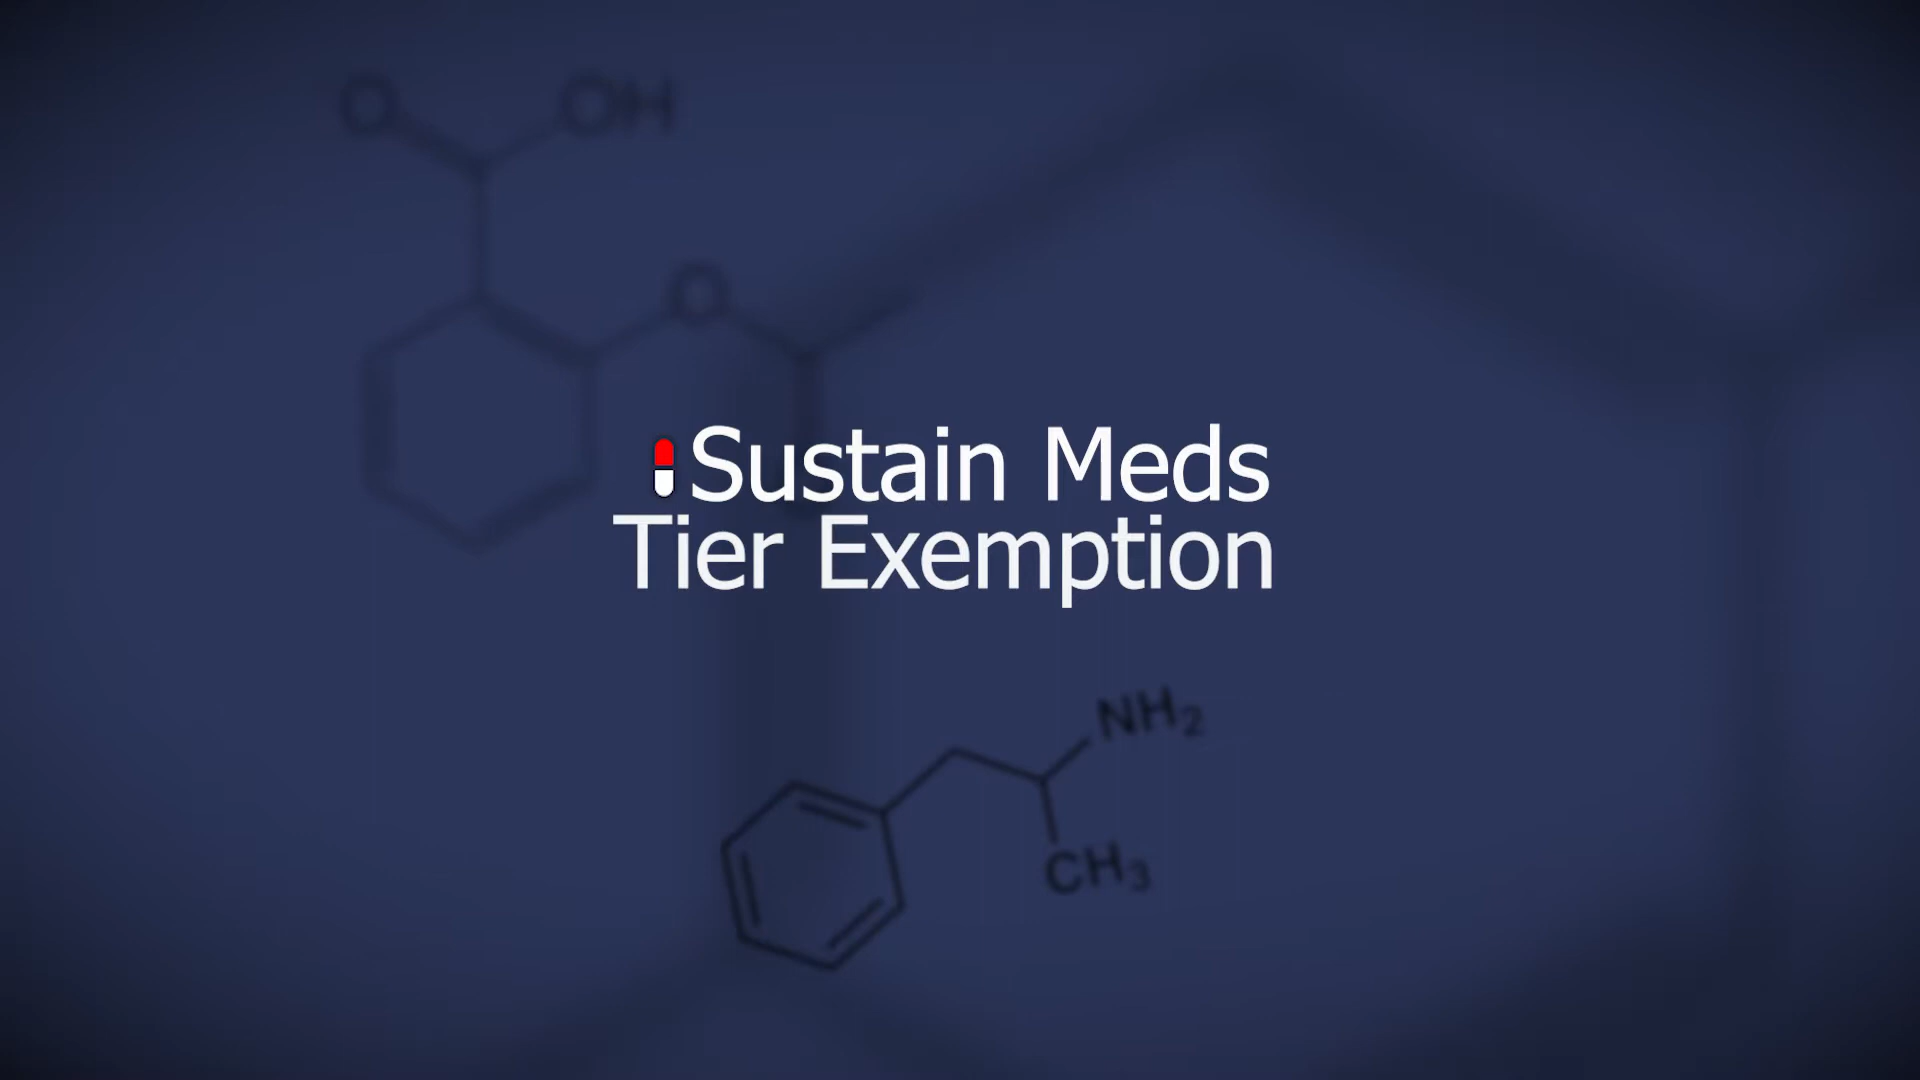 O OH
O
Sustain Meds
Tier Exemption
NH₂
CH₃